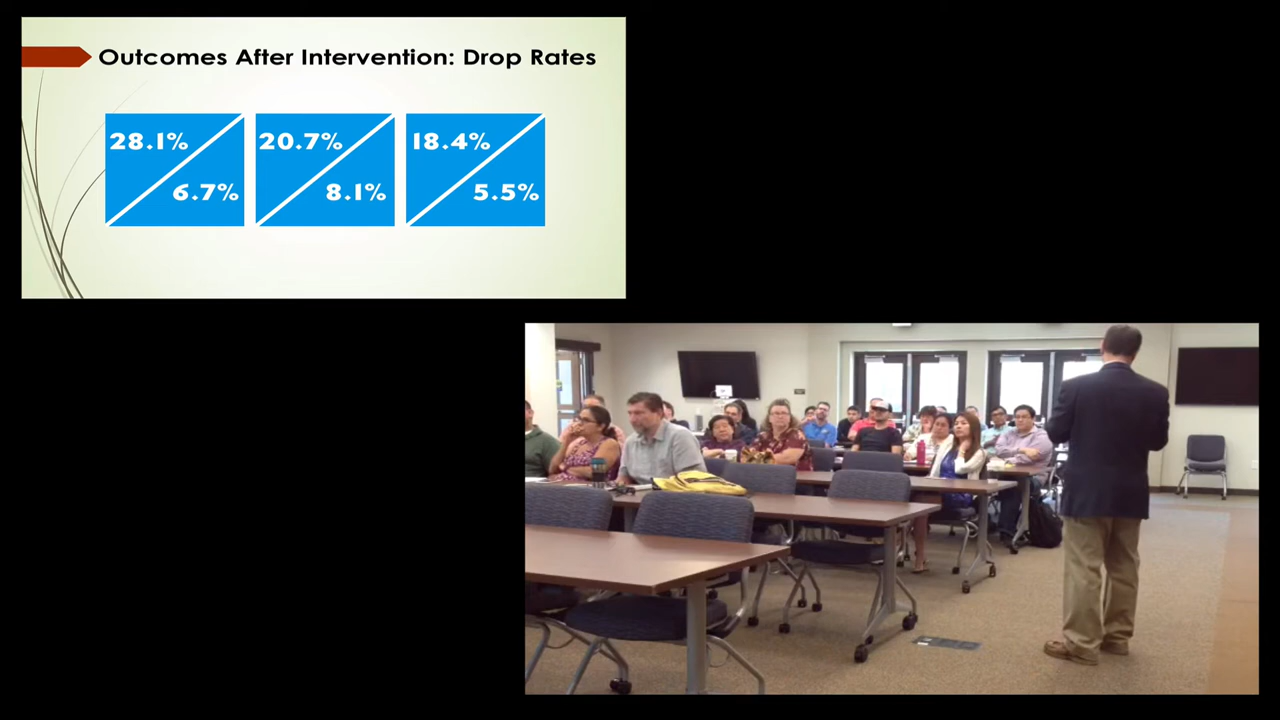 Outcomes After Intervention: Drop Rates
28.1% 20.7% 18.4%
6.7% 8.1% 5.5%